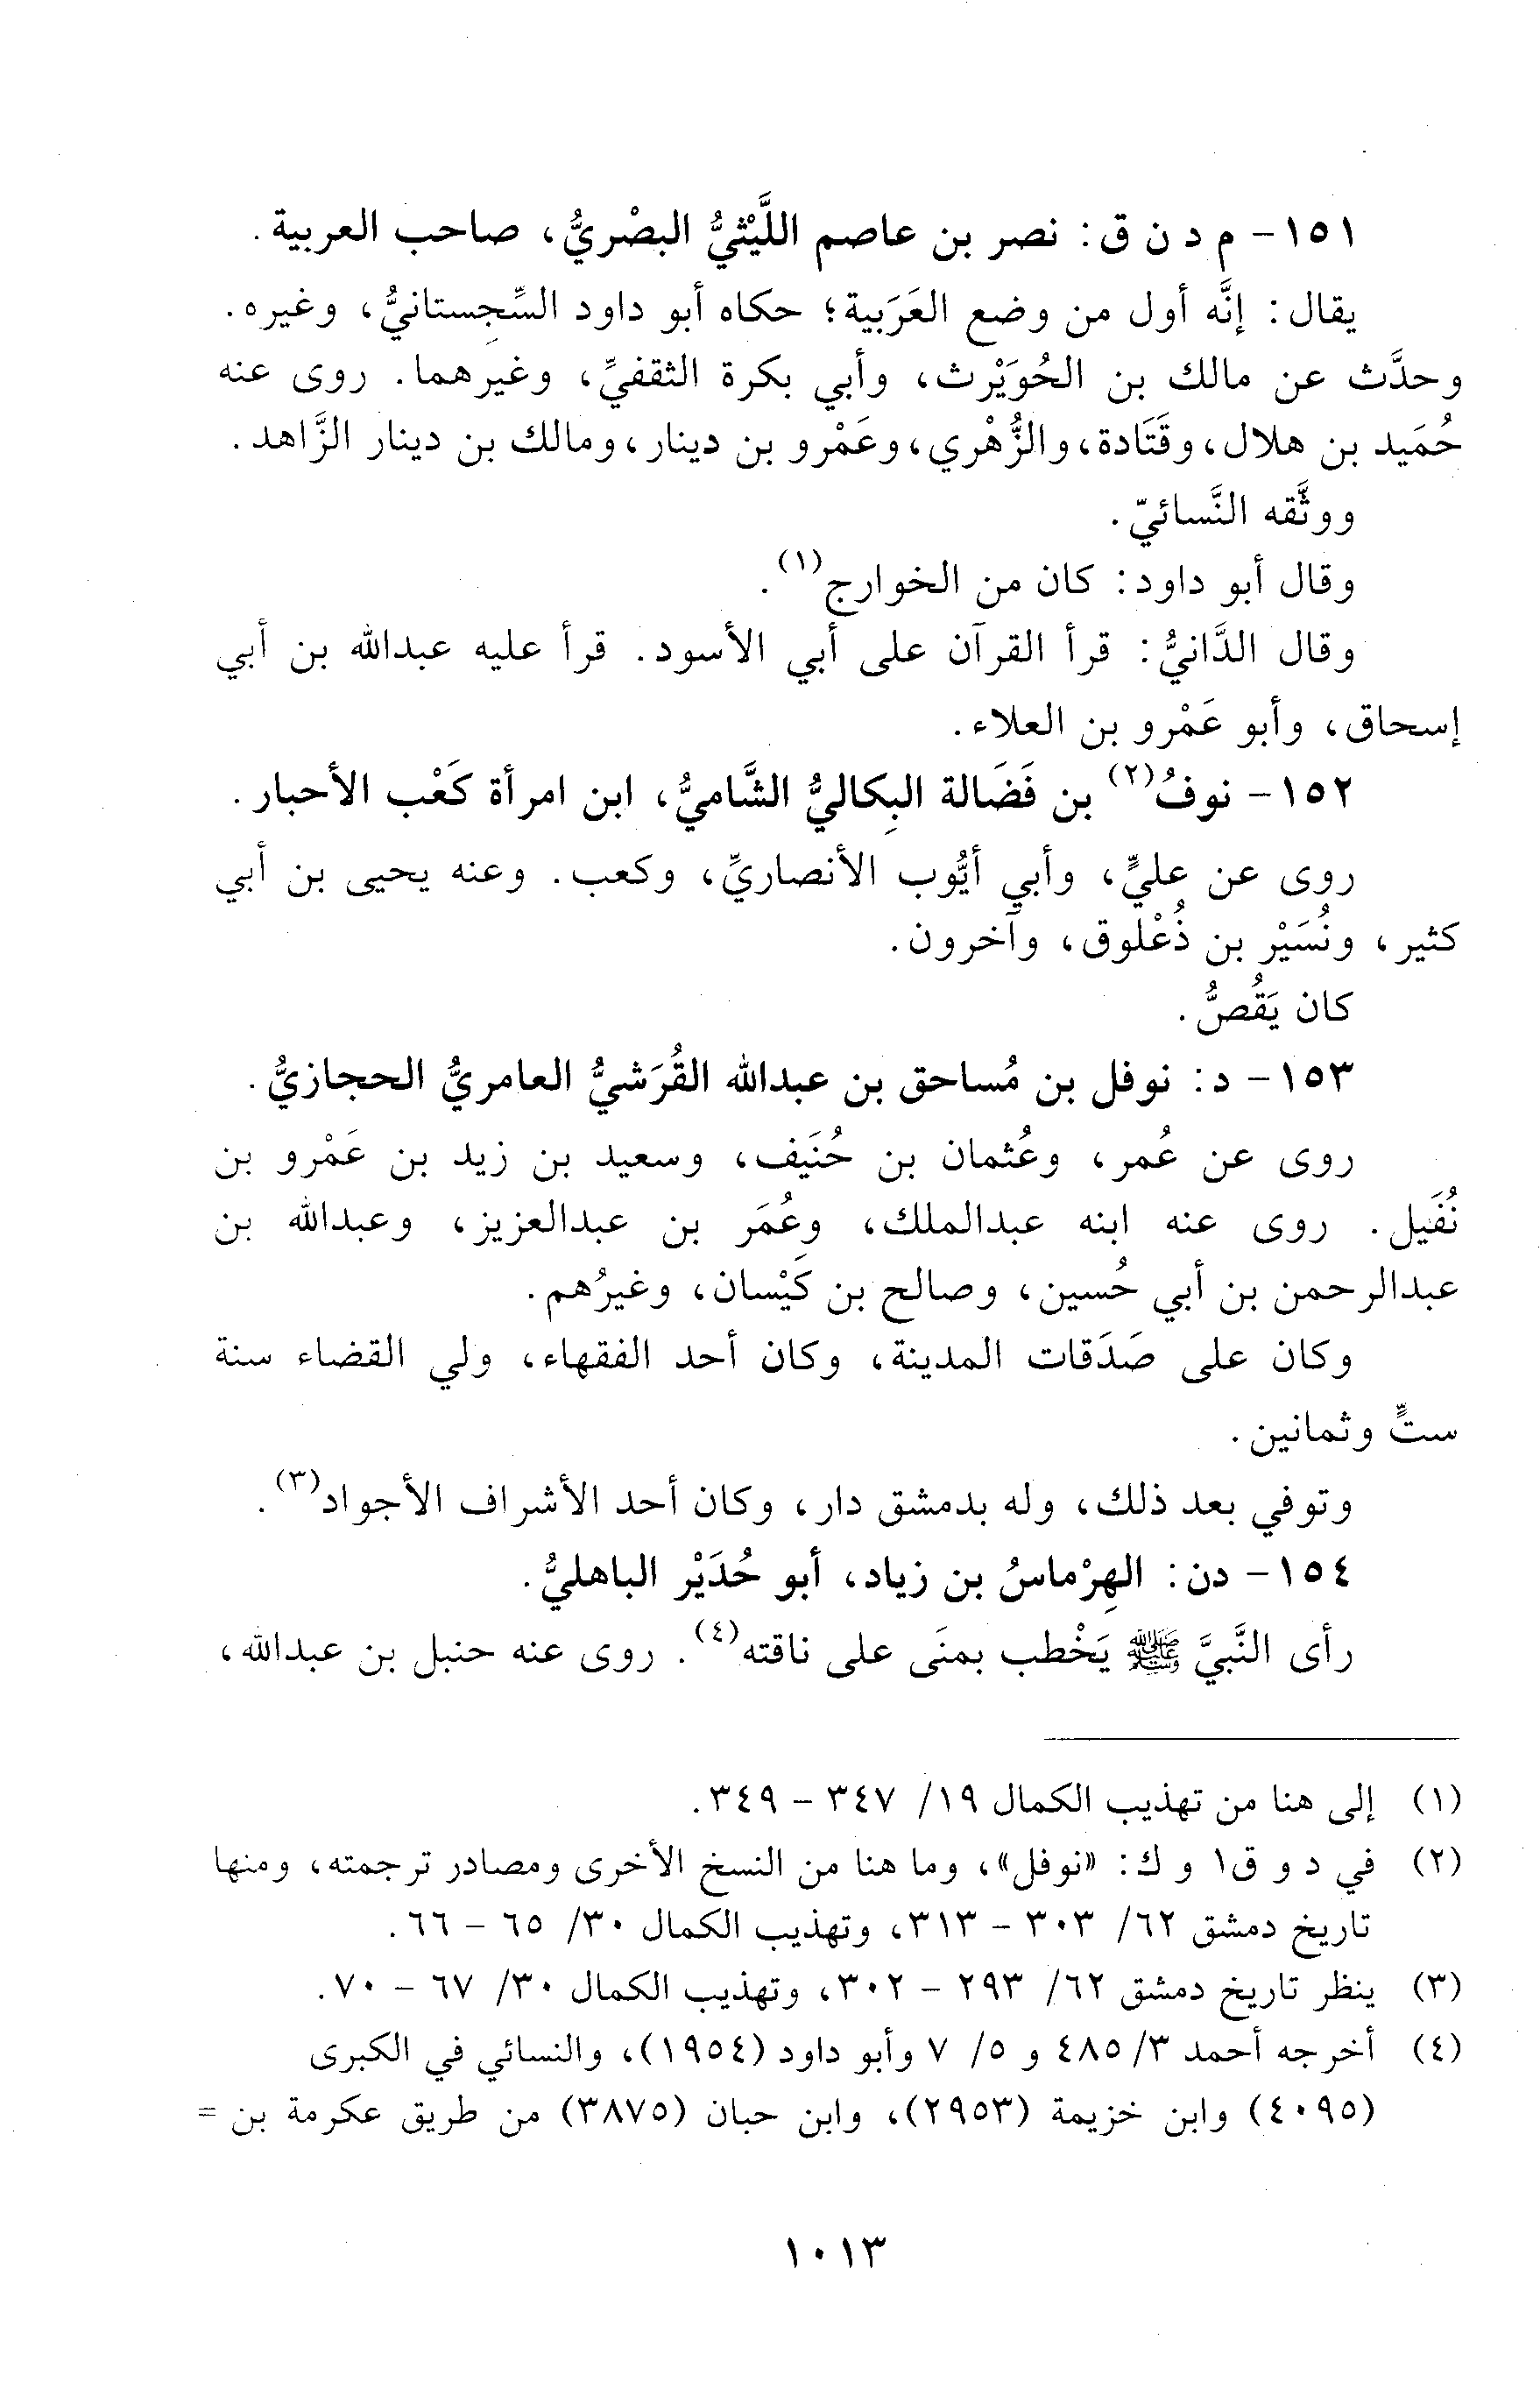 ١٥١- م د ن ق: نصر بن عاصم اللَّيْثيُّ البصْريُّ، صاحب العربية.
يقال: إنَّه أول من وضع العَرَبية؛ حكاه أبو داود السِّجِستانيُّ، وغيره.
وحدَّث عن مالك بن الحُوَيْرث، وأبي بكرة الثقفيِّ، وغيرهما. روى عنه
حُمَيد بن هلال، وقَتَادة، والزُّهْري، وعَمْرو بن دينار، ومالك بن دينار الزَّاهد.
ووثَّقه النَّسائيّ.
وقال أبو داود: كان من الخوارج(١).
وقال الدَّانيُّ: قرأ القرآن على أبي الأسود. قرأ عليه عبدالله بن أبي
إسحاق، وأبو عَمْرو بن العلاء.
١٥٢- نوفُ(٢) بن فَضَالة البِكاليُّ الشَّاميُّ، ابن امرأة كَعْب الأحبار.
روى عن عليٍّ، وأبي أيُّوب الأنصاريِّ، وكعب. وعنه يحيى بن أبي
كثير، ونُسَيْر بن ذُعْلوق، وآخرون.
كان يَقُصُّ.
١٥٣- د: نوفل بن مُساحق بن عبدالله القُرَشيُّ العامريُّ الحجازيُّ.
روى عن عُمر، وعُثمان بن حُنَيف، وسعيد بن زيد بن عَمْرو بن
نُفَيل. روى عنه ابنه عبدالملك، وعُمَر بن عبدالعزيز، وعبدالله بن
عبدالرحمن بن أبي حُسين، وصالح بن كَيْسان، وغيرُهم.
وكان على صَدَقات المدينة، وكان أحد الفقهاء، ولي القضاء سنة
ستٍّ وثمانين.
وتوفي بعد ذلك، وله بدمشق دار، وكان أحد الأشراف الأجواد(٣).
١٥٤- دن: الهِرْماسُ بن زياد، أبو حُدَيْر الباهليُّ.
رأى النَّبيَّ ﷺ يَخْطب بمنَى على ناقته(٤). روى عنه حنبل بن عبدالله،
(١) إلى هنا من تهذيب الكمال ١٩/ ٣٤٧ - ٣٤٩.
(٢) في د و ق١ و ك: «نوفل»، وما هنا من النسخ الأخرى ومصادر ترجمته، ومنها
تاريخ دمشق ٦٢/ ٣٠٣ - ٣١٣، وتهذيب الكمال ٣٠/ ٦٥ - ٦٦.
(٣) ينظر تاريخ دمشق ٦٢/ ٢٩٣ - ٣٠٢، وتهذيب الكمال ٣٠/ ٦٧ - ٧٠.
(٤) أخرجه أحمد ٣/ ٤٨٥ و ٥/ ٧ وأبو داود (١٩٥٤)، والنسائي في الكبرى
(٤٠٩٥) وابن خزيمة (٢٩٥٣)، وابن حبان (٣٨٧٥) من طريق عكرمة بن =
١٠١٣